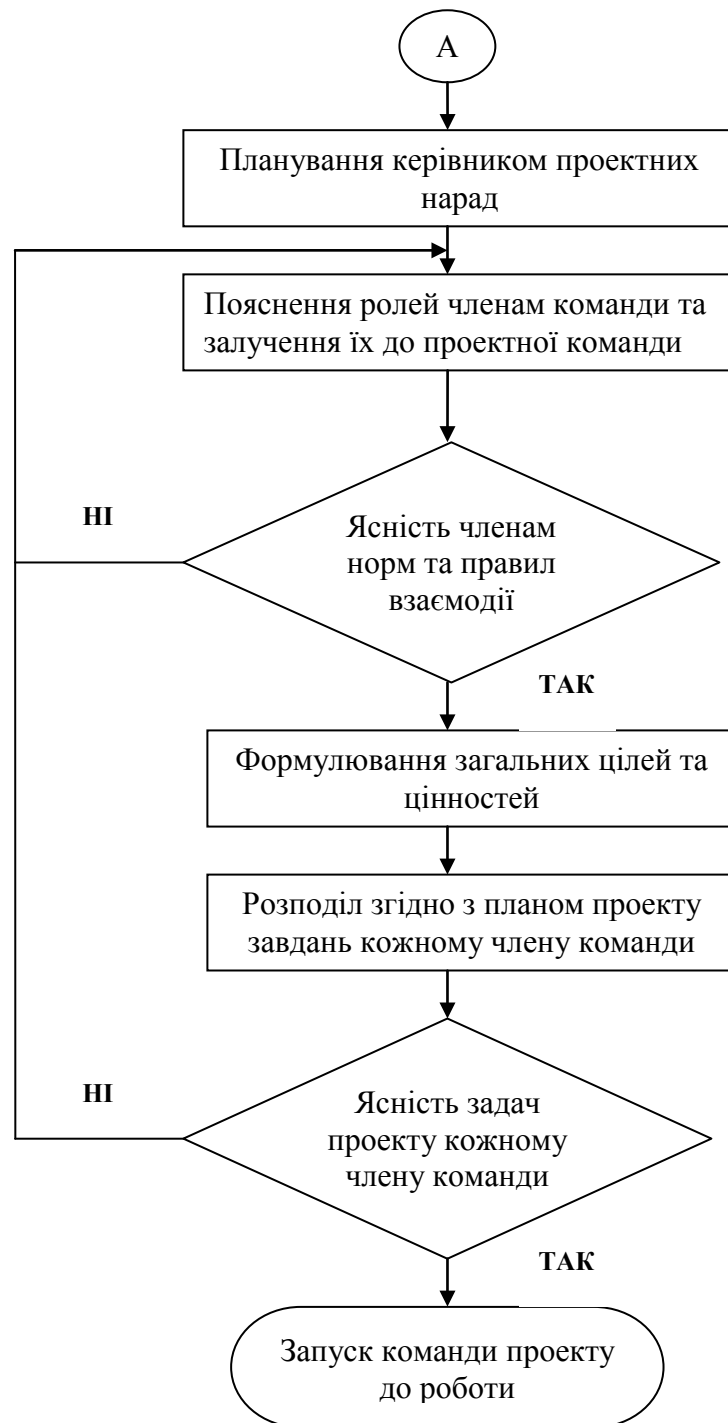 А
Планування керівником проектних
нарад
Пояснення ролей членам команди та
залучення їх до проектної команди
НІ
Ясність членам
норм та правил
взаємодії
ТАК
Формулювання загальних цілей та
цінностей
Розподіл згідно з планом проекту
завдань кожному члену команди
НІ
Ясність задач
проекту кожному
члену команди
ТАК
Запуск команди проекту
до роботи